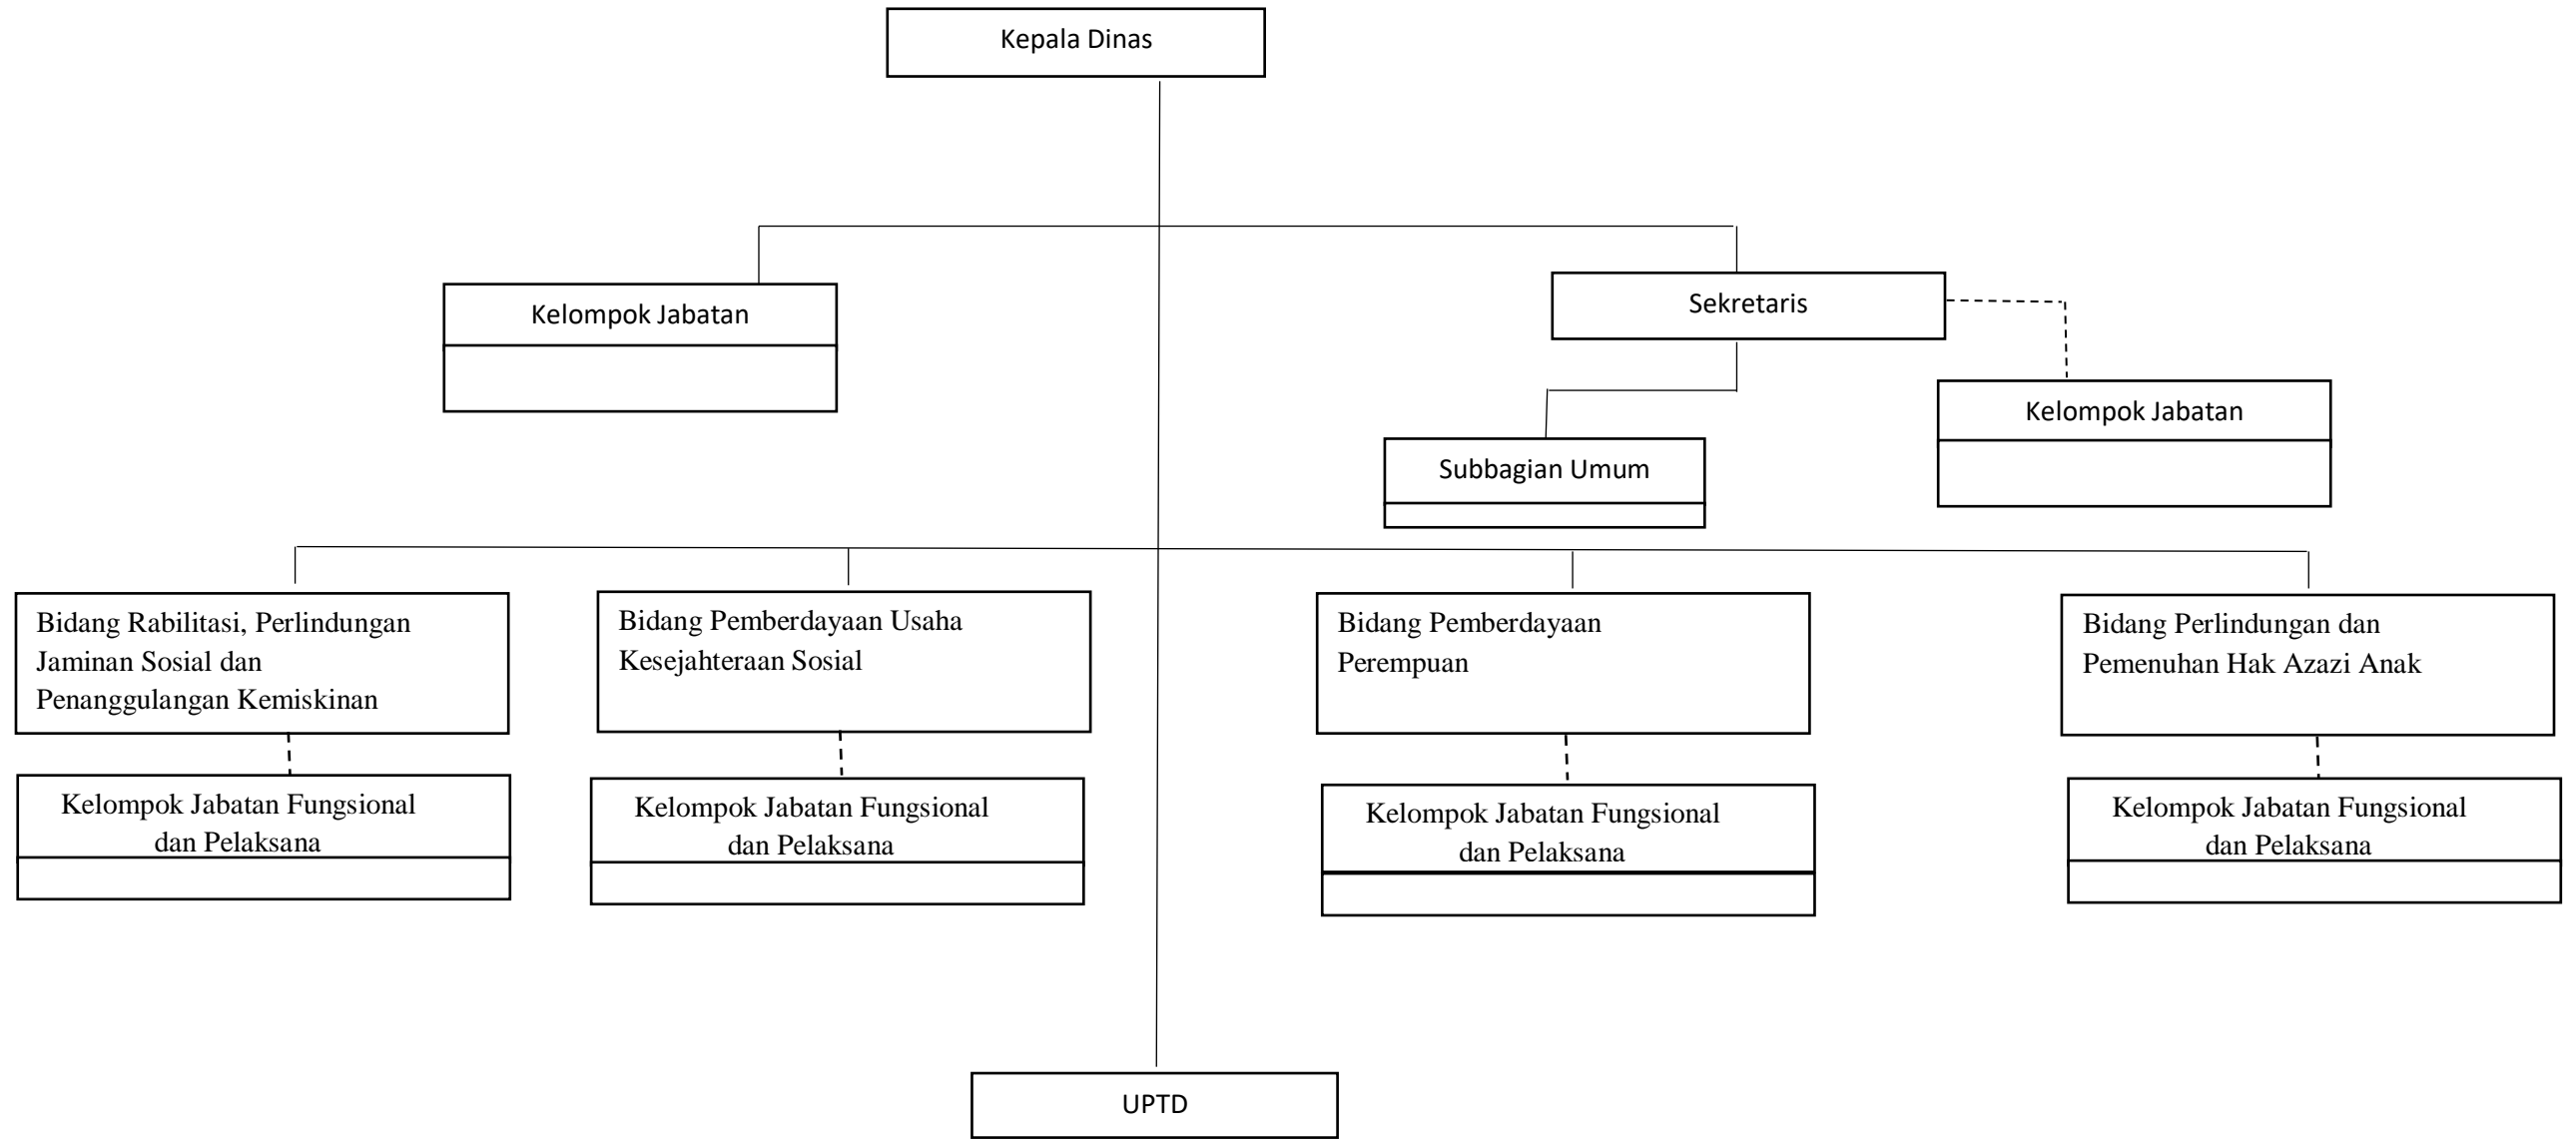 Kepala Dinas
Kelompok Jabatan
Sekretaris
Kelompok Jabatan
Subbagian Umum
Bidang Rabilitasi, Perlindungan
Jaminan Sosial dan
Penanggulangan Kemiskinan
Bidang Pemberdayaan Usaha
Kesejahteraan Sosial
Bidang Pemberdayaan
Perempuan
Bidang Perlindungan dan
Pemenuhan Hak Azazi Anak
Kelompok Jabatan Fungsional
dan Pelaksana
Kelompok Jabatan Fungsional
dan Pelaksana
Kelompok Jabatan Fungsional
dan Pelaksana
Kelompok Jabatan Fungsional
dan Pelaksana
UPTD